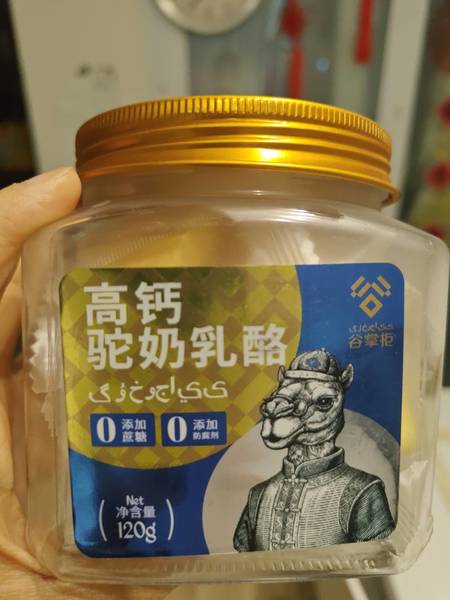 高钙
驼奶乳酪
0 添加
蔗糖
0 添加
防腐剂
Net
净含量
120g
谷掌柜